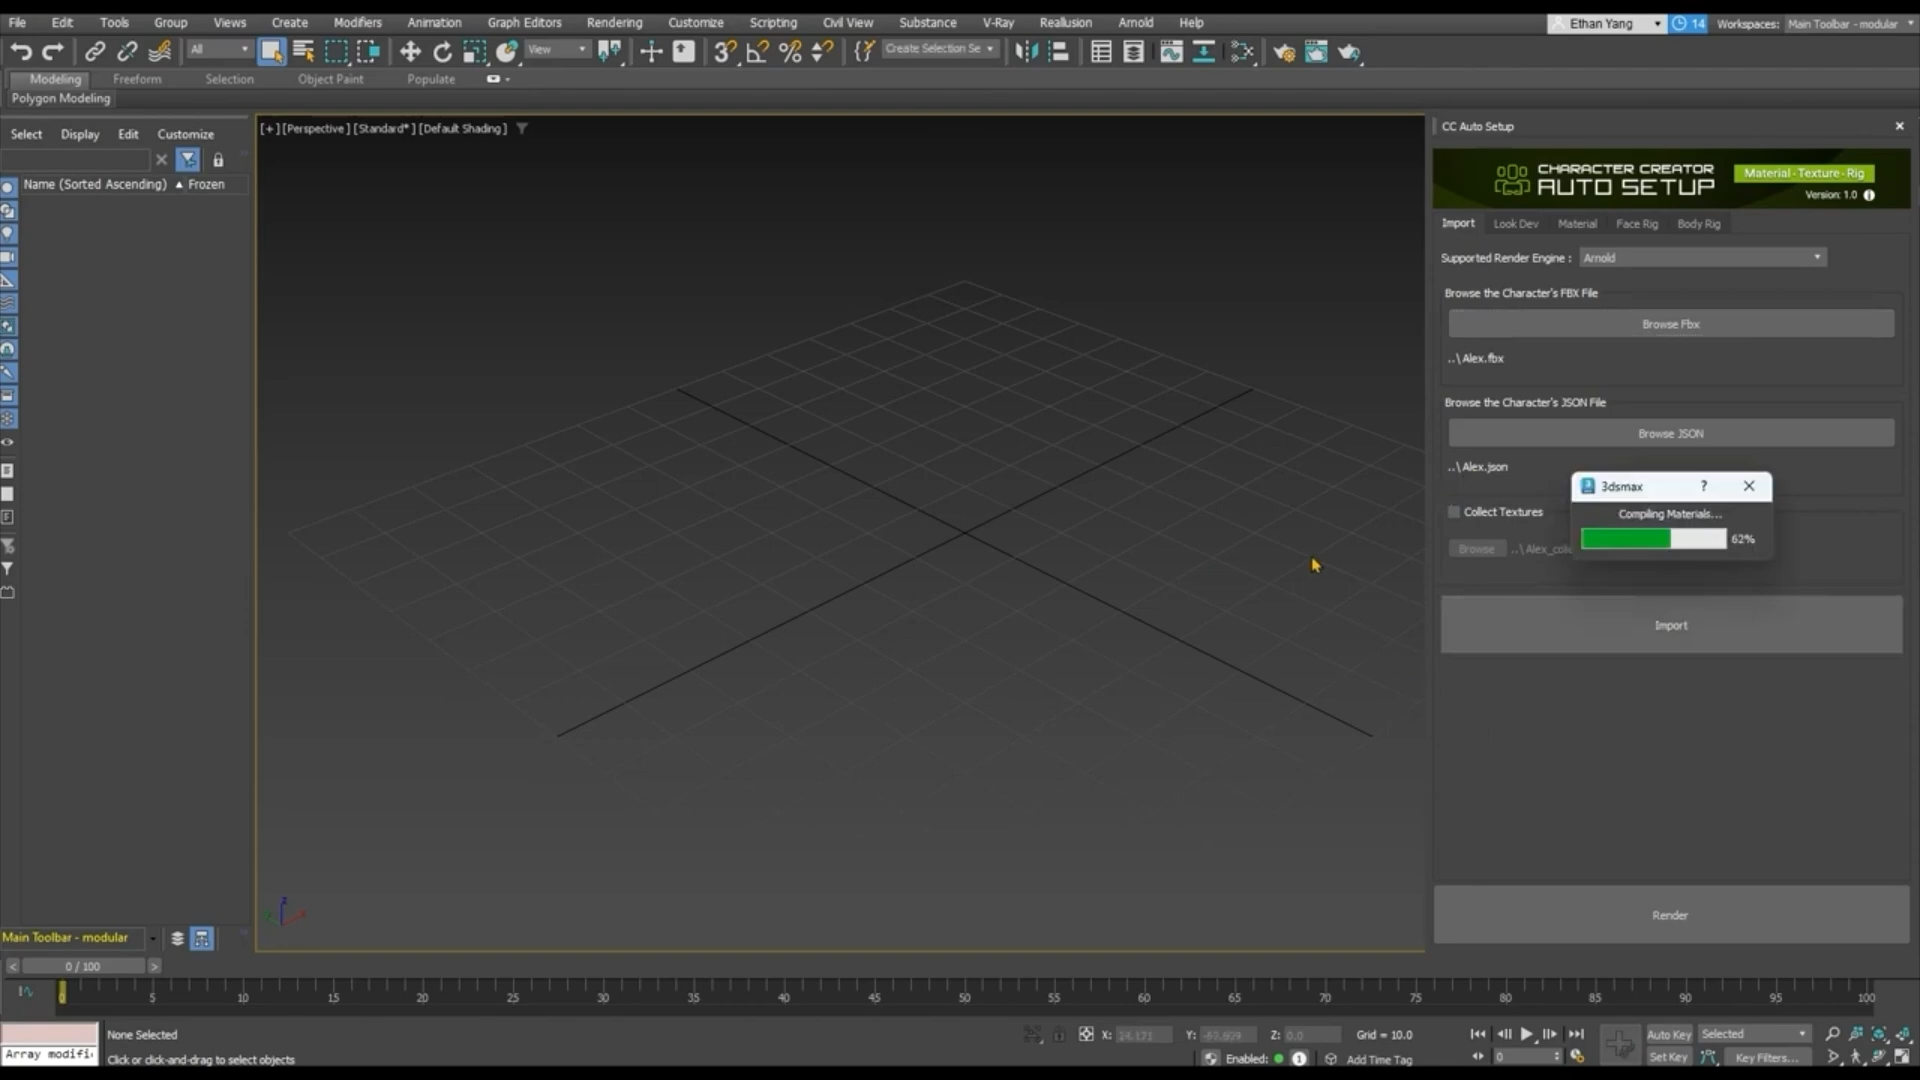 File Edit Tools Group Views Create Modifiers Animation Graph Editors Rendering Customize Scripting Civil View Substance V-Ray Reallusion Arnold Help
Ethan Yang 14 Workspaces: Main Toolbar - modular
All View Create Selection Se
Modeling Freeform Selection Object Paint Populate
Polygon Modeling
Select Display Edit Customize
Name (Sorted Ascending) Frozen
[+] [Perspective] [Standard*] [Default Shading]
CC Auto Setup
CHARACTER CREATOR
AUTO SETUP
Material - Texture - Rig
Version: 1.0
Import Look Dev Material Face Rig Body Rig
Supported Render Engine : Arnold
Browse the Character's FBX File
Browse Fbx
..\Alex.fbx
Browse the Character's JSON File
Browse JSON
..\Alex.json
3dsmax ?
Compiling Materials...
62%
Collect Textures
Browse
Import
Render
Main Toolbar - modular
< 0 / 100 >
0 5 10 15 20 25 30 35 40 45 50 55 60 65 70 75 80 85 90 95 100
None Selected
X: Y: Z: 0.0 Grid = 10.0
Auto Key Selected
Array modifi
Click or click-and-drag to select objects
Enabled: 1 Add Time Tag
0
Set Key Key Filters...